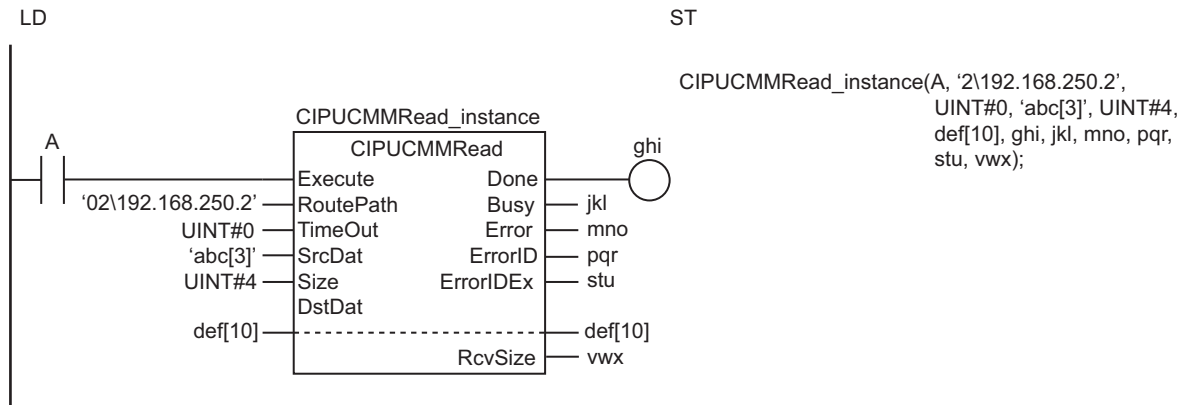 LD
ST
CIPUCMMRead_instance(A, ‘2\192.168.250.2’,
UINT#0, ‘abc[3]’, UINT#4,
def[10], ghi, jkl, mno, pqr,
stu, vwx);
CIPUCMMRead_instance
A
CIPUCMMRead
ghi
Execute
Done
‘02\192.168.250.2’
RoutePath
Busy
jkl
UINT#0
TimeOut
Error
mno
‘abc[3]’
SrcDat
ErrorID
pqr
UINT#4
Size
ErrorIDEx
stu
DstDat
def[10]
def[10]
RcvSize
vwx